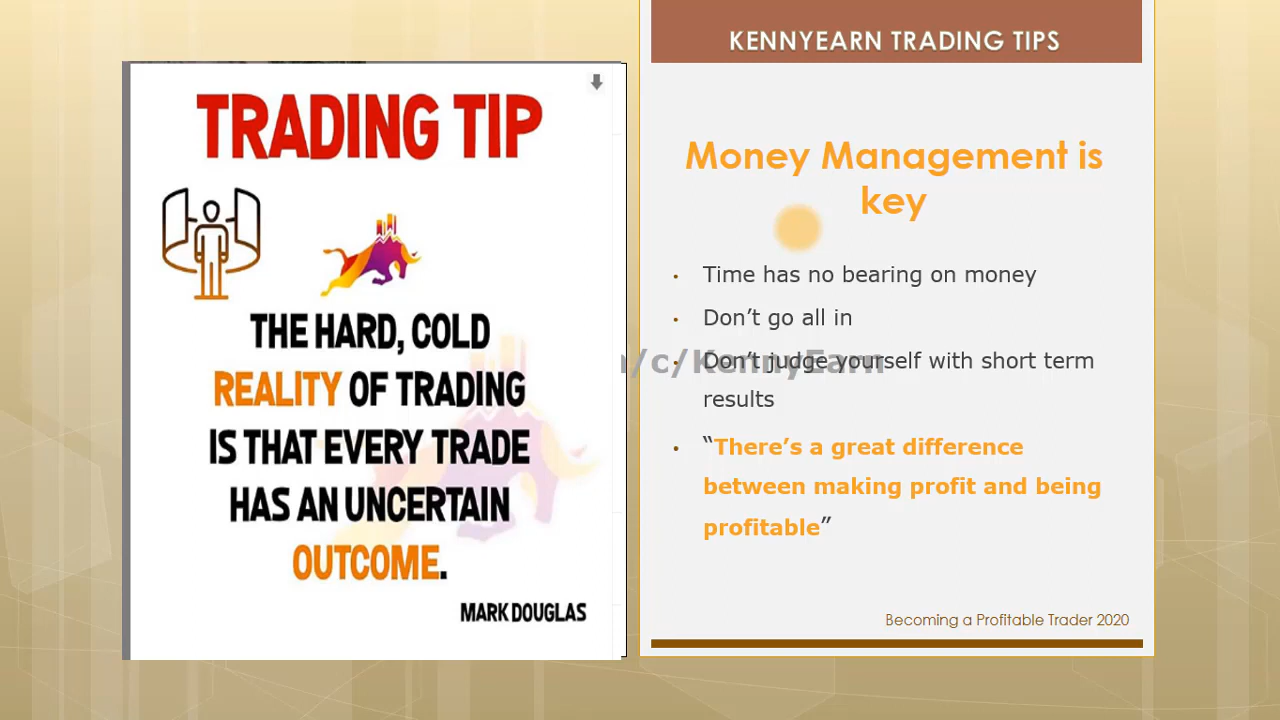 TRADING TIP
THE HARD, COLD
REALITY OF TRADING
IS THAT EVERY TRADE
HAS AN UNCERTAIN
OUTCOME.
MARK DOUGLAS
KENNYEARN TRADING TIPS
Money Management is
key
• Time has no bearing on money
• Don’t go all in
/c/KennyEarn
• Don’t judge yourself with short term
results
• “There’s a great difference
between making profit and being
profitable”
Becoming a Profitable Trader 2020